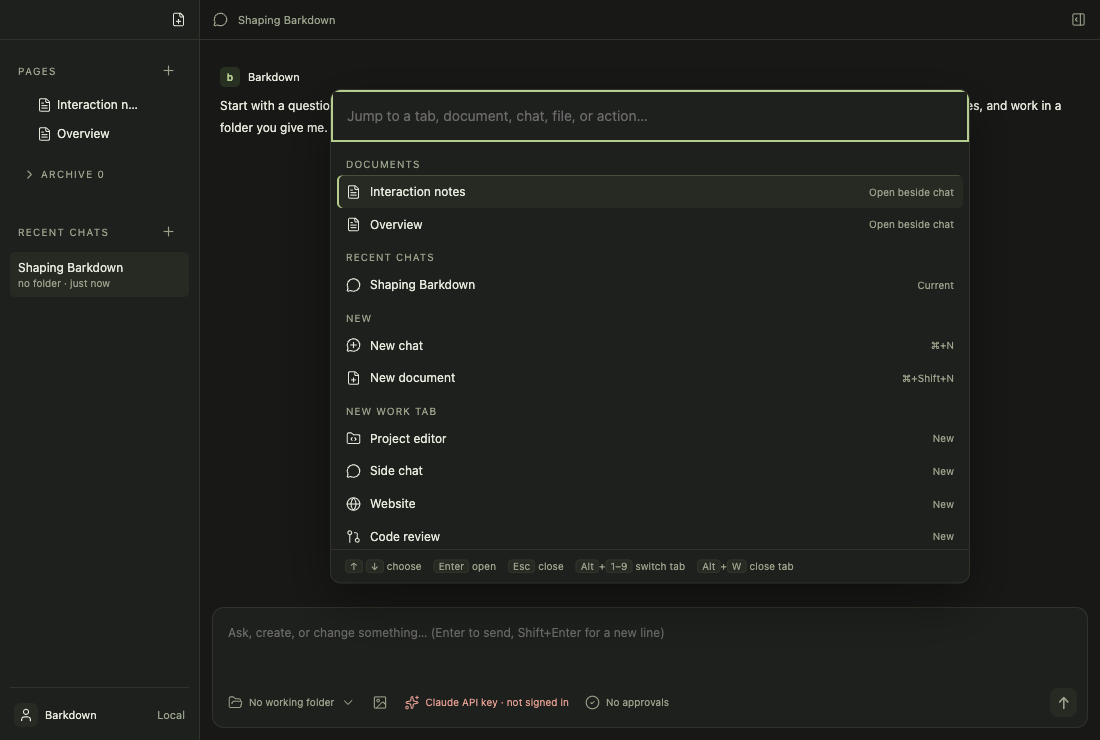 Shaping Barkdown
PAGES
Interaction n...
Overview
ARCHIVE 0
RECENT CHATS
Shaping Barkdown
no folder · just now
Barkdown
Local
b Barkdown
Start with a questio
es, and work in a
folder you give me.
Jump to a tab, document, chat, file, or action...
DOCUMENTS
Interaction notes Open beside chat
Overview Open beside chat
RECENT CHATS
Shaping Barkdown Current
NEW
New chat ⌘+N
New document ⌘+Shift+N
NEW WORK TAB
Project editor New
Side chat New
Website New
Code review New
↑ ↓ choose Enter open Esc close Alt + 1–9 switch tab Alt + W close tab
Ask, create, or change something... (Enter to send, Shift+Enter for a new line)
No working folder Claude API key · not signed in No approvals